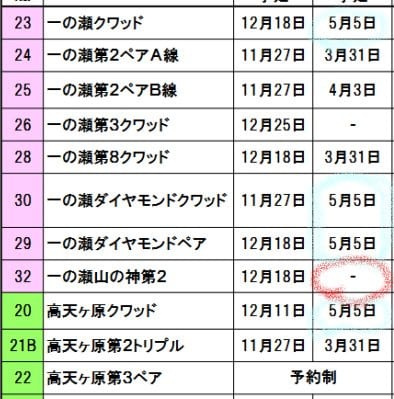 23 一の瀬クワッド 12月18日 5月5日
24 一の瀬第2ペアA線 11月27日 3月31日
25 一の瀬第2ペアB線 11月27日 4月3日
26 一の瀬第3クワッド 12月25日 -
28 一の瀬第8クワッド 12月18日 3月31日
30 一の瀬ダイヤモンドクワッド 11月27日 5月5日
29 一の瀬ダイヤモンドペア 12月18日 5月5日
32 一の瀬山の神第2 12月18日 -
20 高天ヶ原クワッド 12月11日 5月5日
21B 高天ヶ原第2トリプル 11月27日 3月31日
22 高天ヶ原第3ペア 予約制